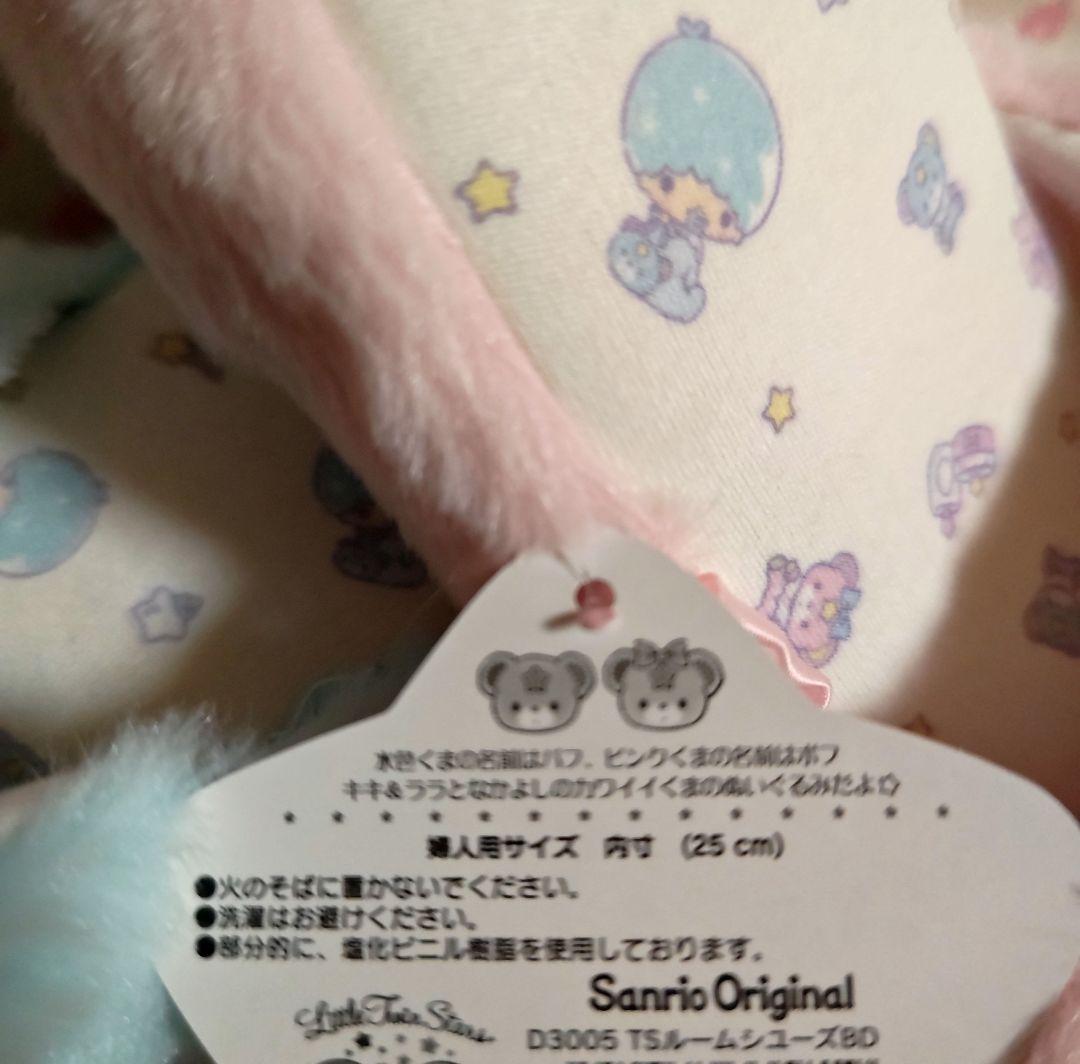 水色くまの名前はパフ、ピンクくまの名前はポフ
キキ&ララとなかよしのカワイイくまのぬいぐるみだよ☆
婦人用サイズ 内寸 (25 cm)
●火のそばに置かないでください。
●洗濯はお避けください。
●部分的に、塩化ビニル樹脂を使用しております。
Sanrio Original
Little Twin Stars
D3005 TSルームシューズBD